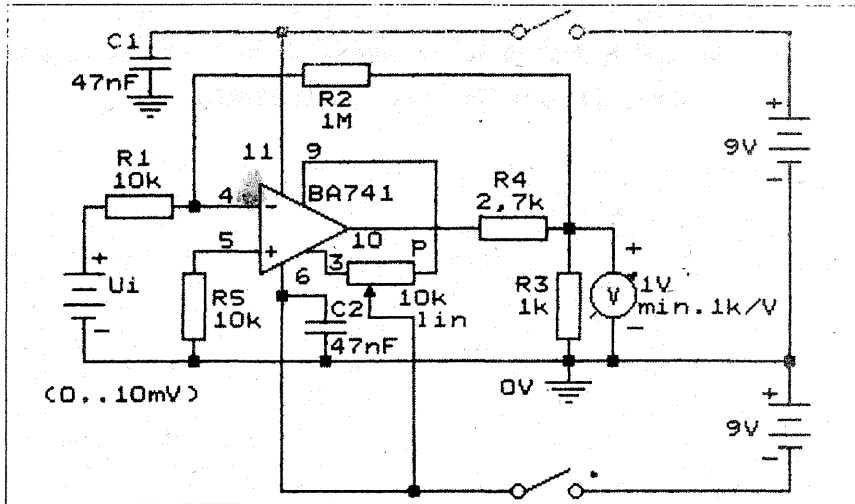 C1
47nF
R2
1M
+
9V
-
R1
10k
11
9
4
-
BA741
R4
2,7k
5
+
10
P
+
Ui
-
R5
10k
6
3
10k
lin
C2
47nF
R3
1k
+
V
1V
min.1k/V
-
(0..10mV)
0V
+
9V
-